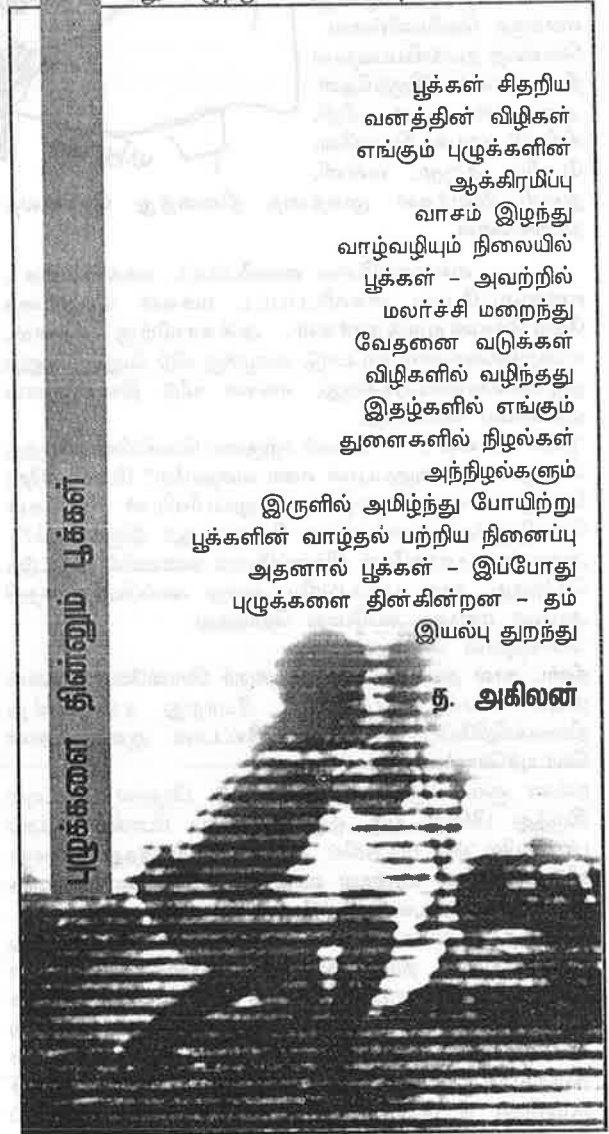 புழுக்களை தின்னும் பூக்கள்
பூக்கள் சிதறிய
வனத்தின் விழிகள்
எங்கும் புழுக்களின்
ஆக்கிரமிப்பு
வாசம் இழந்து
வாழ்வழியும் நிலையில்
பூக்கள் – அவற்றில்
மலர்ச்சி மறைந்து
வேதனை வடுக்கள்
விழிகளில் வழிந்தது
இதழ்களில் எங்கும்
துளைகளில் நிழல்கள்
அந்நிழல்களும்
இருளில் அமிழ்ந்து போயிற்று
பூக்களின் வாழ்தல் பற்றிய நினைப்பு
அதனால் பூக்கள் – இப்போது
புழுக்களை தின்கின்றன – தம்
இயல்பு துறந்து
த. அகிலன்